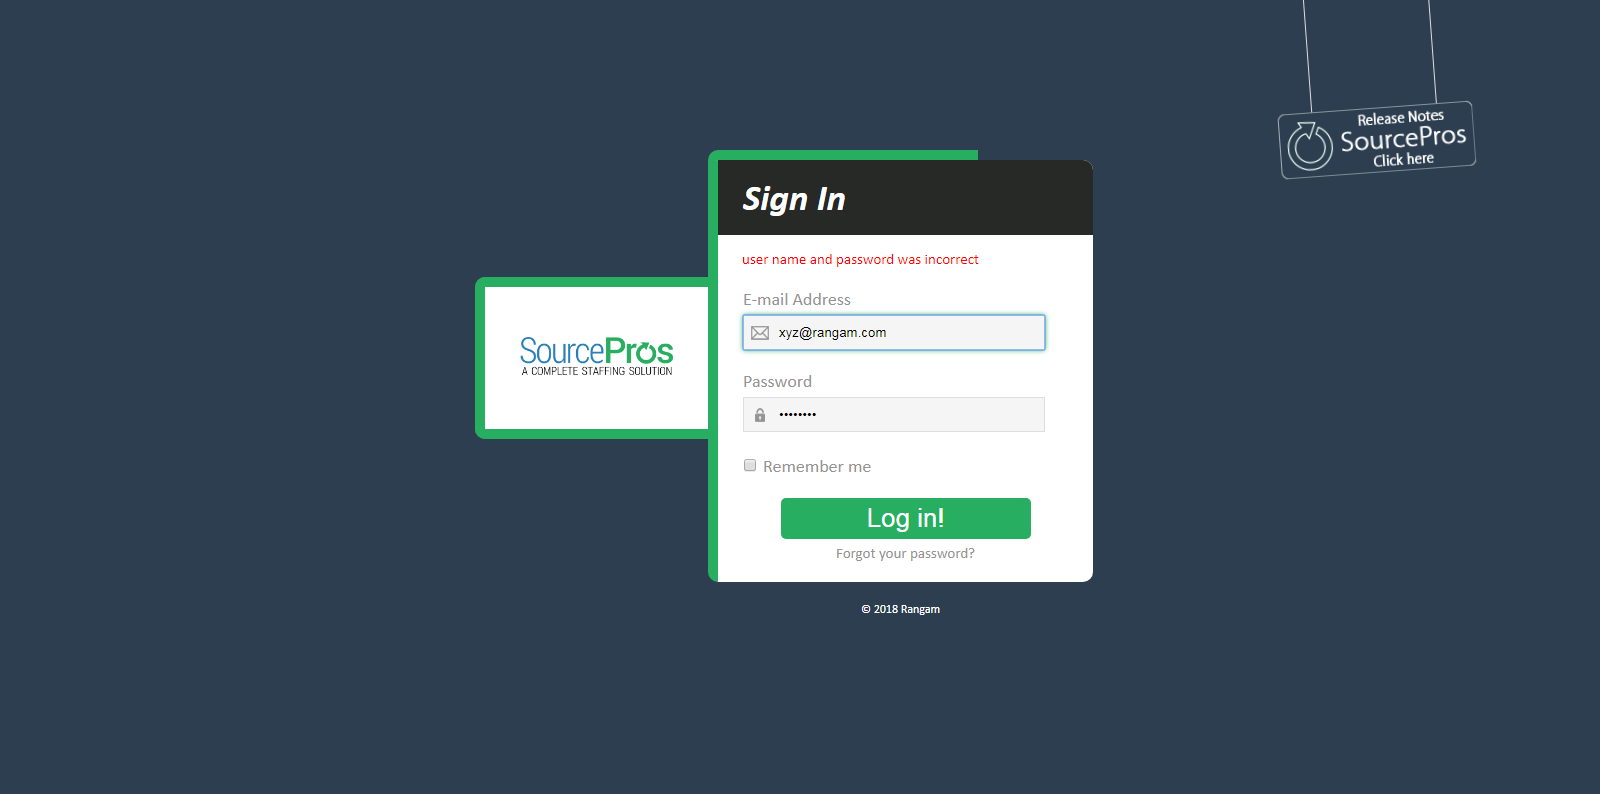 Release Notes
SourcePros
Click here
Sign In
user name and password was incorrect
E-mail Address
xyz@rangam.com
SourcePros
A COMPLETE STAFFING SOLUTION
Password
••••••••
Remember me
Log in!
Forgot your password?
© 2018 Rangam